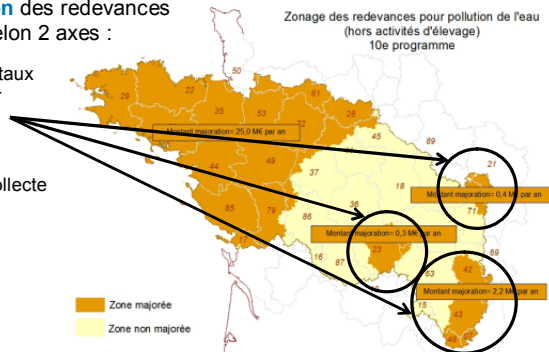 on des redevances
elon 2 axes :
taux
ollecte
Zonage des redevances pour pollution de l'eau
(hors activités d'élevage)
10e programme
50
29
22
35
53
61
72
28
Montant majoration= 25,0 M€ par an
45
89
44
49
37
18
21
Montant majoration= 0,4 M€ par an
71
85
79
86
36
Montant majoration= 0,3 M€ par an
23
17
16
87
63
69
42
Montant majoration= 2,2 M€ par an
15
43
48
07
Zone majorée
Zone non majorée